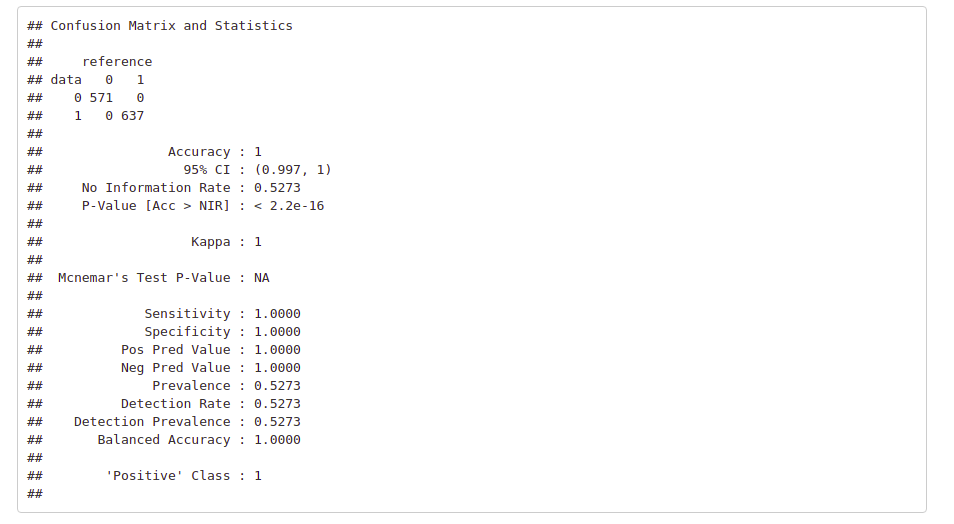 ## Confusion Matrix and Statistics
##
##     reference
## data   0   1
##    0 571   0
##    1   0 637
##
##                Accuracy : 1
##                  95% CI : (0.997, 1)
##     No Information Rate : 0.5273
##     P-Value [Acc > NIR] : < 2.2e-16
##
##                   Kappa : 1
##
##  Mcnemar's Test P-Value : NA
##
##             Sensitivity : 1.0000
##             Specificity : 1.0000
##          Pos Pred Value : 1.0000
##          Neg Pred Value : 1.0000
##              Prevalence : 0.5273
##          Detection Rate : 0.5273
##    Detection Prevalence : 0.5273
##       Balanced Accuracy : 1.0000
##
##        'Positive' Class : 1
##